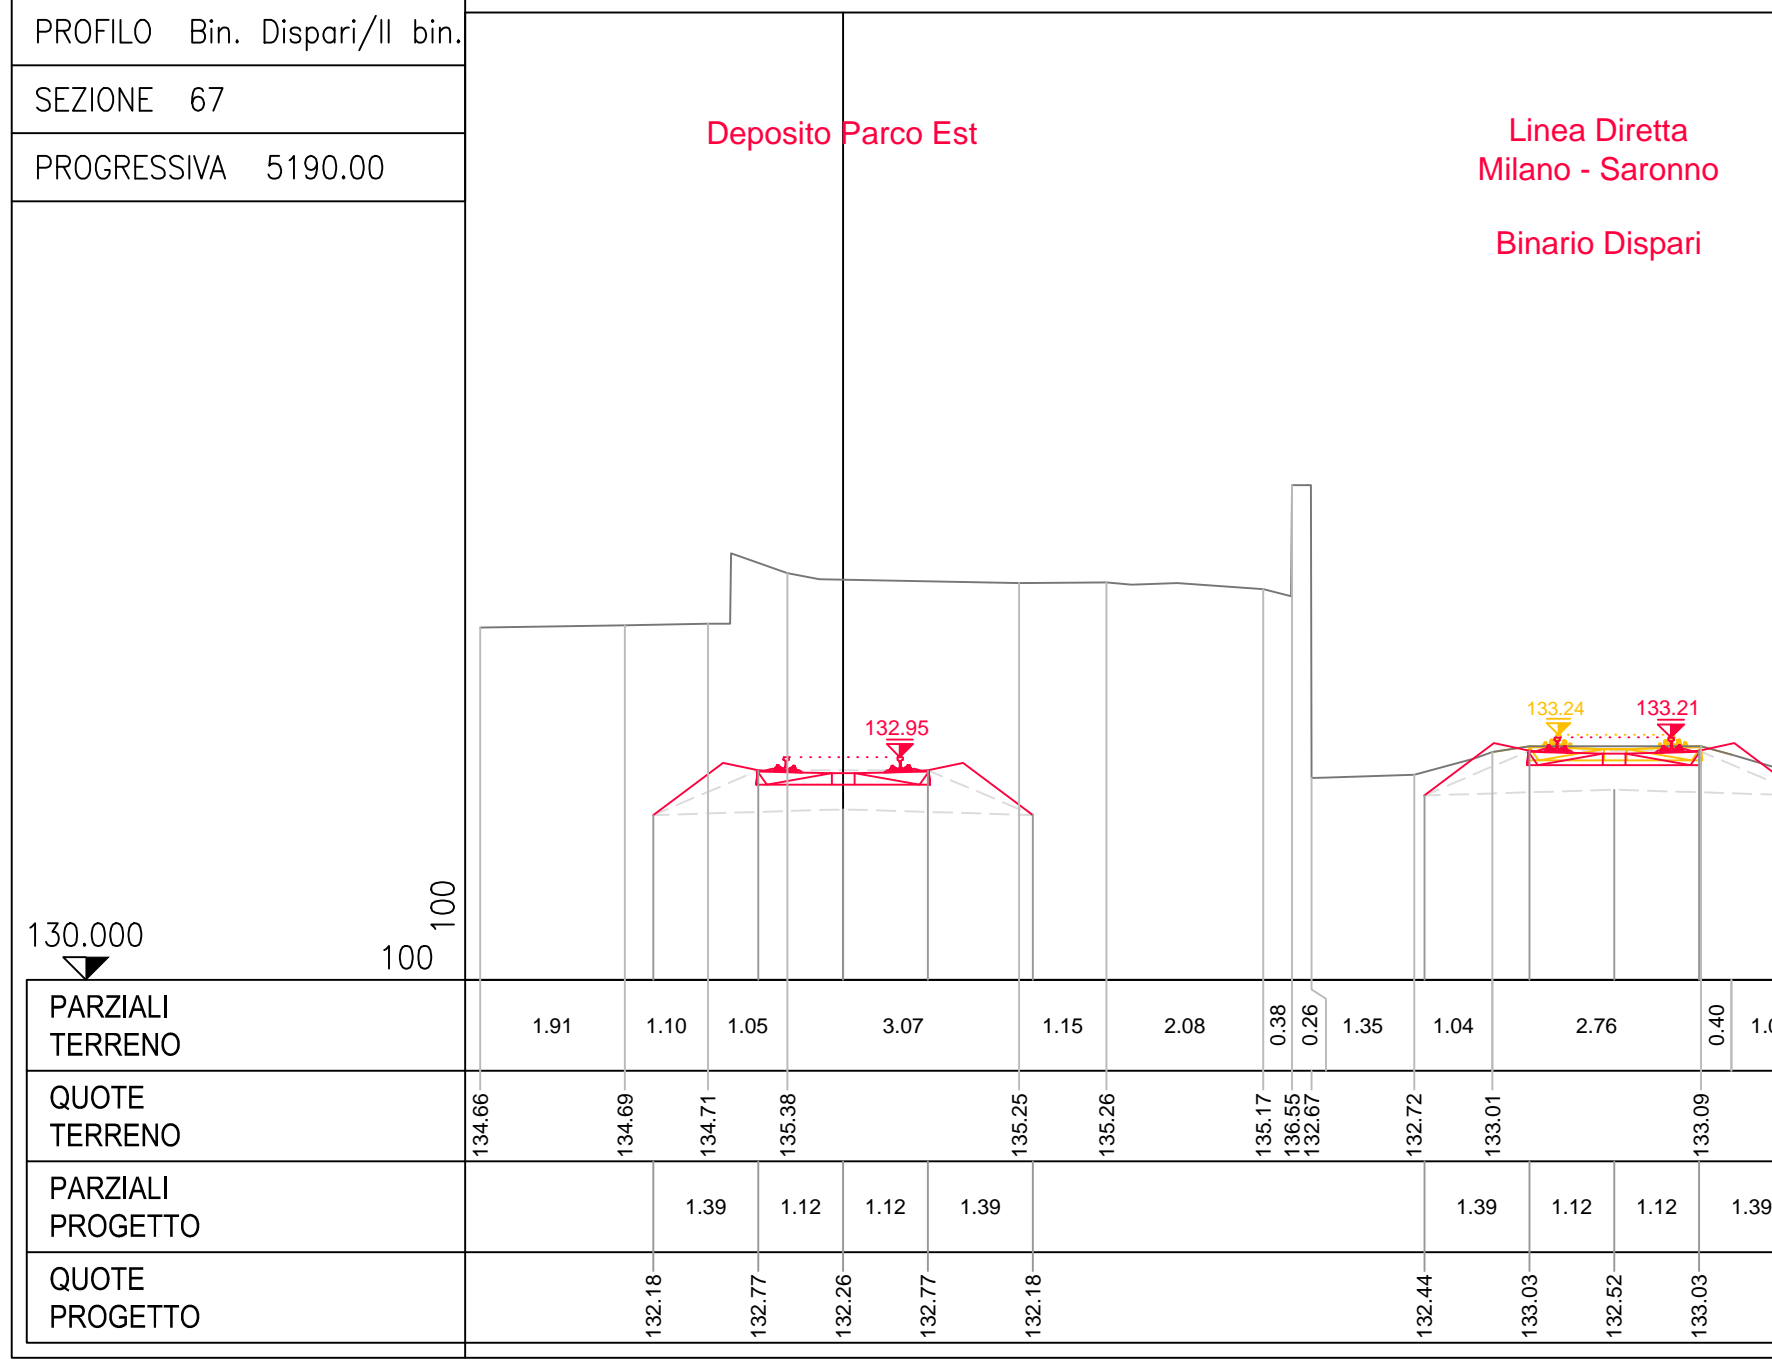 PROFILO Bin. Dispari/II bin.
SEZIONE 67
PROGRESSIVA 5190.00
Deposito Parco Est
Linea Diretta
Milano - Saronno
Binario Dispari
132.95
133.24 133.21
100
130.000
100
PARZIALI
TERRENO
1.91 1.10 1.05 3.07 1.15 2.08 0.38 0.26 1.35 1.04 2.76 0.40
QUOTE
TERRENO
134.66 134.69 134.71 135.38 135.25 135.26 135.17 136.55 132.67 132.72 133.01 133.09
PARZIALI
PROGETTO
1.39 1.12 1.12 1.39 1.39 1.12 1.12 1.39
QUOTE
PROGETTO
132.18 132.77 132.26 132.77 132.18 132.44 133.03 132.52 133.03